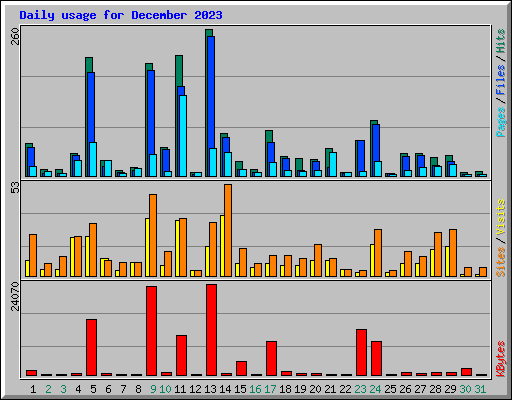 Daily usage for December 2023
260
Pages / Files / Hits
53
Sites / Visits
24070
KBytes
1 2 3 4 5 6 7 8 9 10 11 12 13 14 15 16 17 18 19 20 21 22 23 24 25 26 27 28 29 30 31